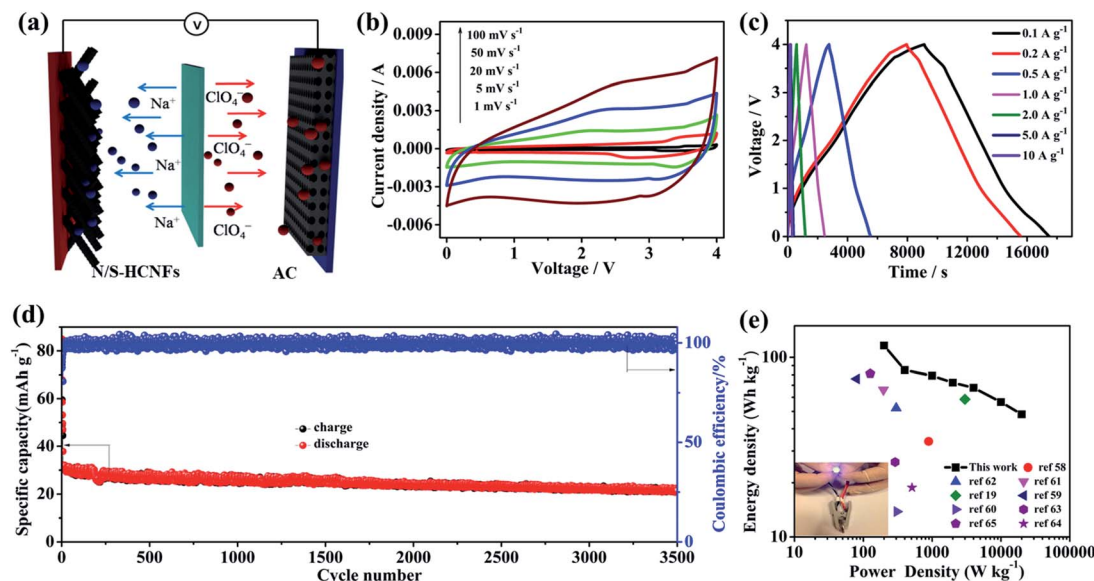 (a)
V
Na⁺
ClO₄⁻
ClO₄⁻
Na⁺
Na⁺
ClO₄⁻
N/S-HCNFs
AC
(b)
0.009
0.006
0.003
0.000
-0.003
-0.006
Current density / A
100 mV s⁻¹
50 mV s⁻¹
20 mV s⁻¹
5 mV s⁻¹
1 mV s⁻¹
0 1 2 3 4
Voltage / V
(c)
5
4
3
2
1
0
Voltage / V
0.1 A g⁻¹
0.2 A g⁻¹
0.5 A g⁻¹
1.0 A g⁻¹
2.0 A g⁻¹
5.0 A g⁻¹
10 A g⁻¹
0 4000 8000 12000 16000
Time / s
(d)
80
60
40
20
0
Specific capacity(mAh g⁻¹)
charge
discharge
100
50
0
Coulombic efficiency/%
0 500 1000 1500 2000 2500 3000 3500
Cycle number
(e)
100
10
Energy density (Wh kg⁻¹)
This work ref 58
ref 62 ref 61
ref 19 ref 59
ref 60 ref 63
ref 65 ref 64
10 100 1000 10000 100000
Power Density (W kg⁻¹)